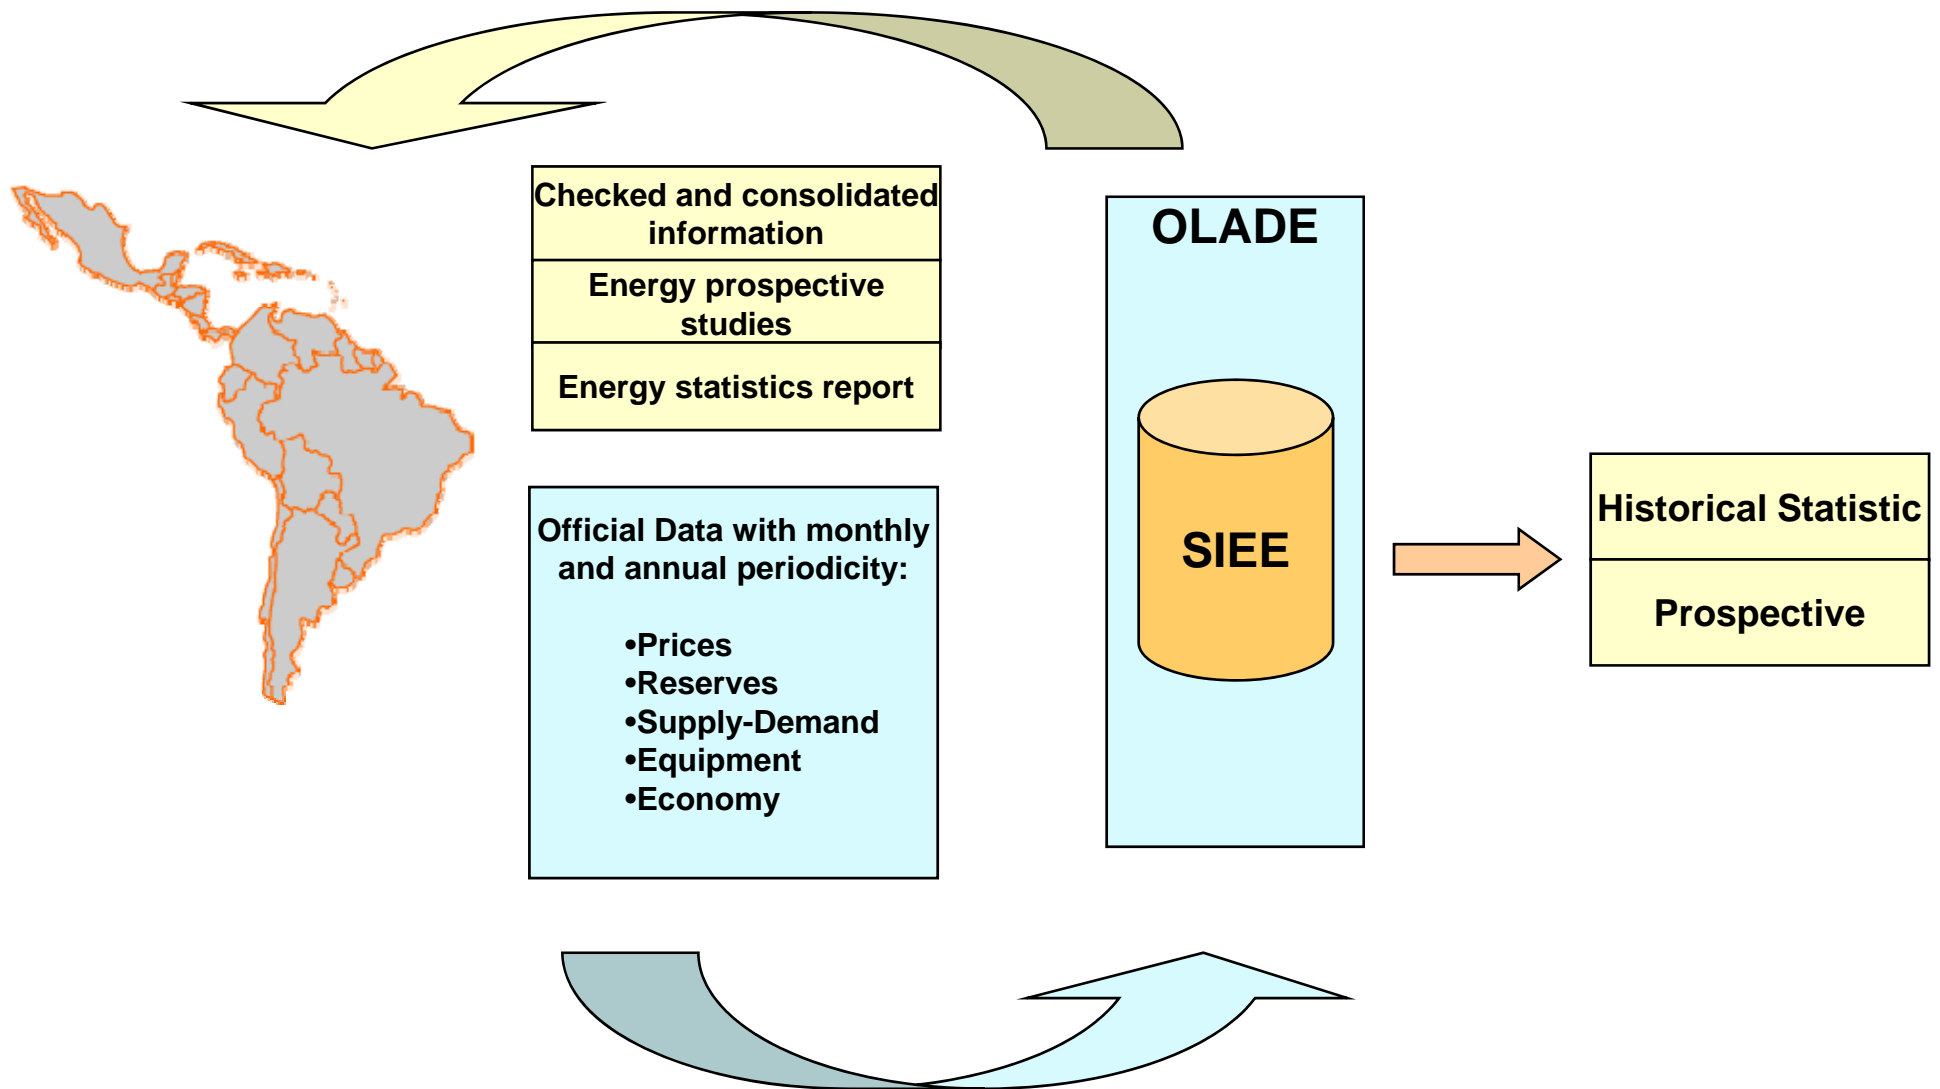 Checked and consolidated
information
Energy prospective
studies
Energy statistics report
Official Data with monthly
and annual periodicity:
•Prices
•Reserves
•Supply-Demand
•Equipment
•Economy
OLADE
SIEE
Historical Statistic
Prospective